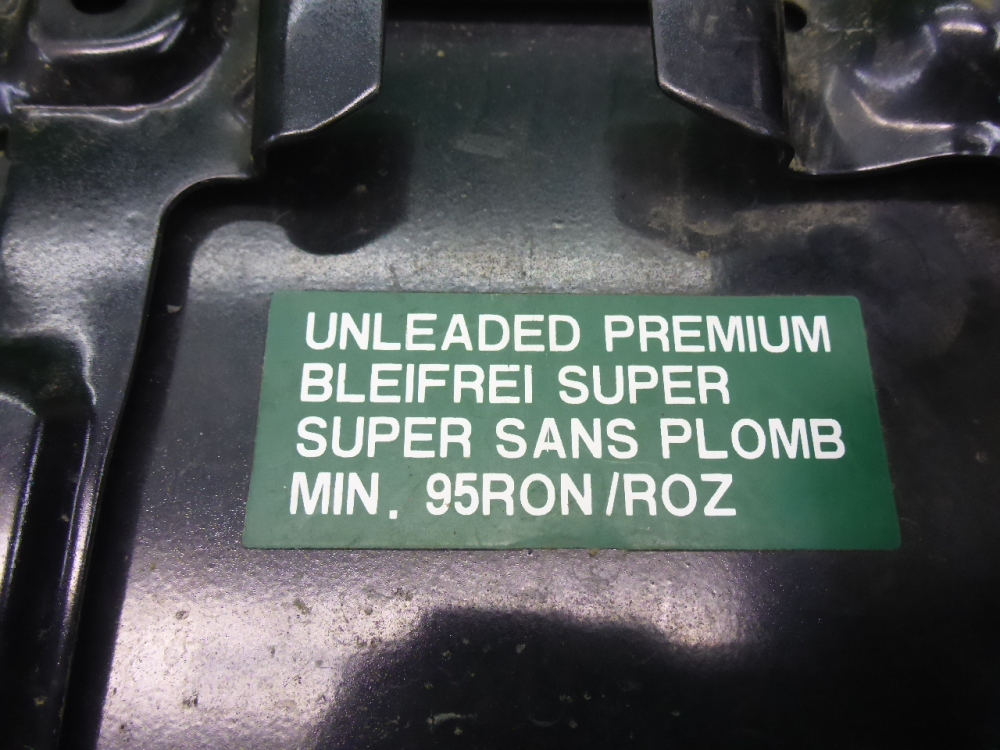 UNLEADED PREMIUM
BLEIFREI SUPER
SUPER SANS PLOMB
MIN. 95RON/ROZ